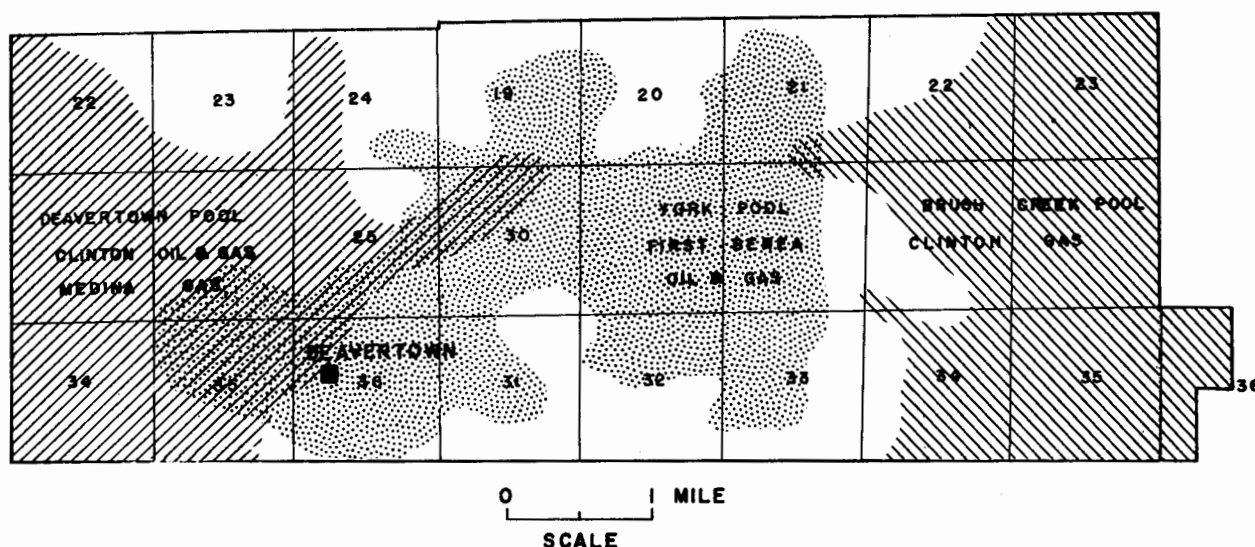 22 23 24 19 20 21 22 23
DEAVERTOWN POOL
CLINTON OIL & GAS
MEDINA GAS
25 30
YORK POOL
FIRST BEREA
OIL & GAS
BRUSH CREEK POOL
CLINTON GAS
DEAVERTOWN
34 35 36 31 32 33 34 35 36
0 1 MILE
SCALE